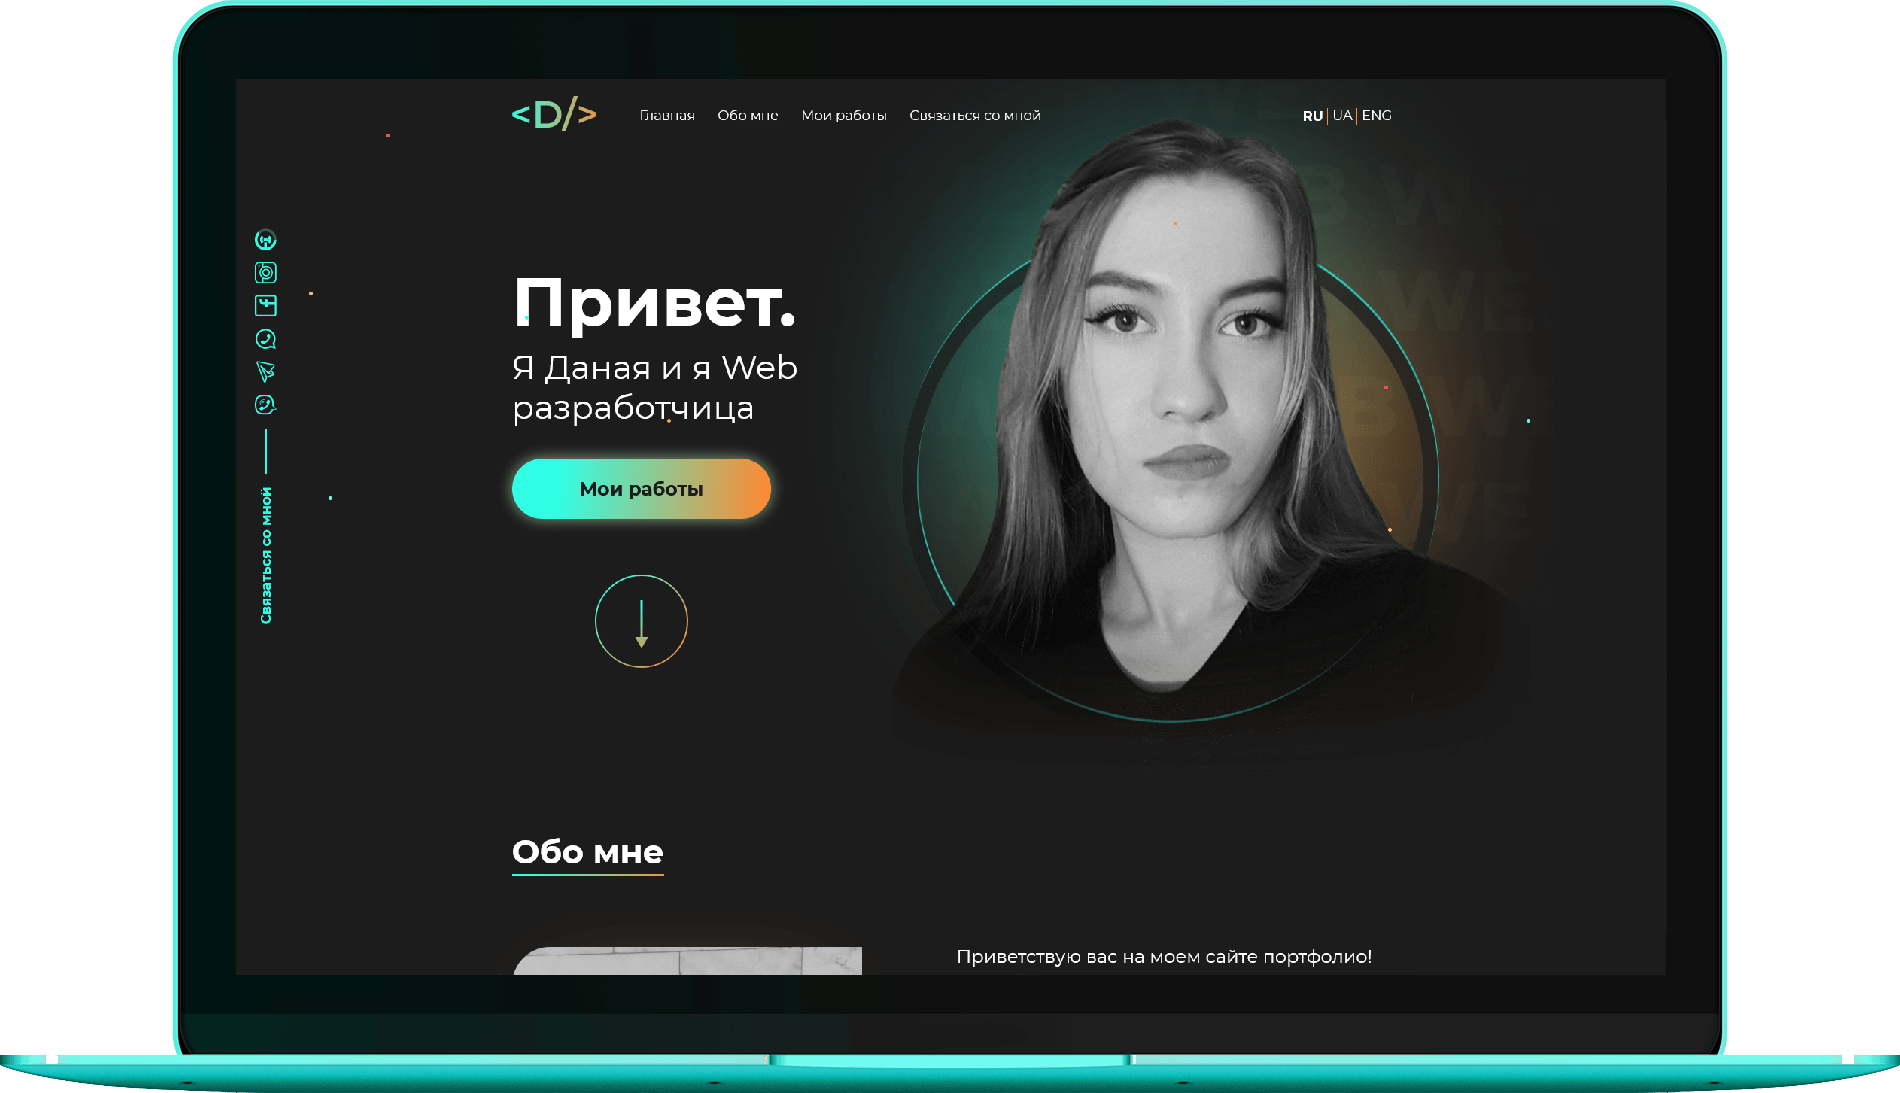 <D/>
Главная Обо мне Мои работы Связаться со мной
RU | UA | ENG
Привет.
Я Даная и я Web
разработчица
Мои работы
Связаться со мной
Обо мне
Приветствую вас на моем сайте портфолио!